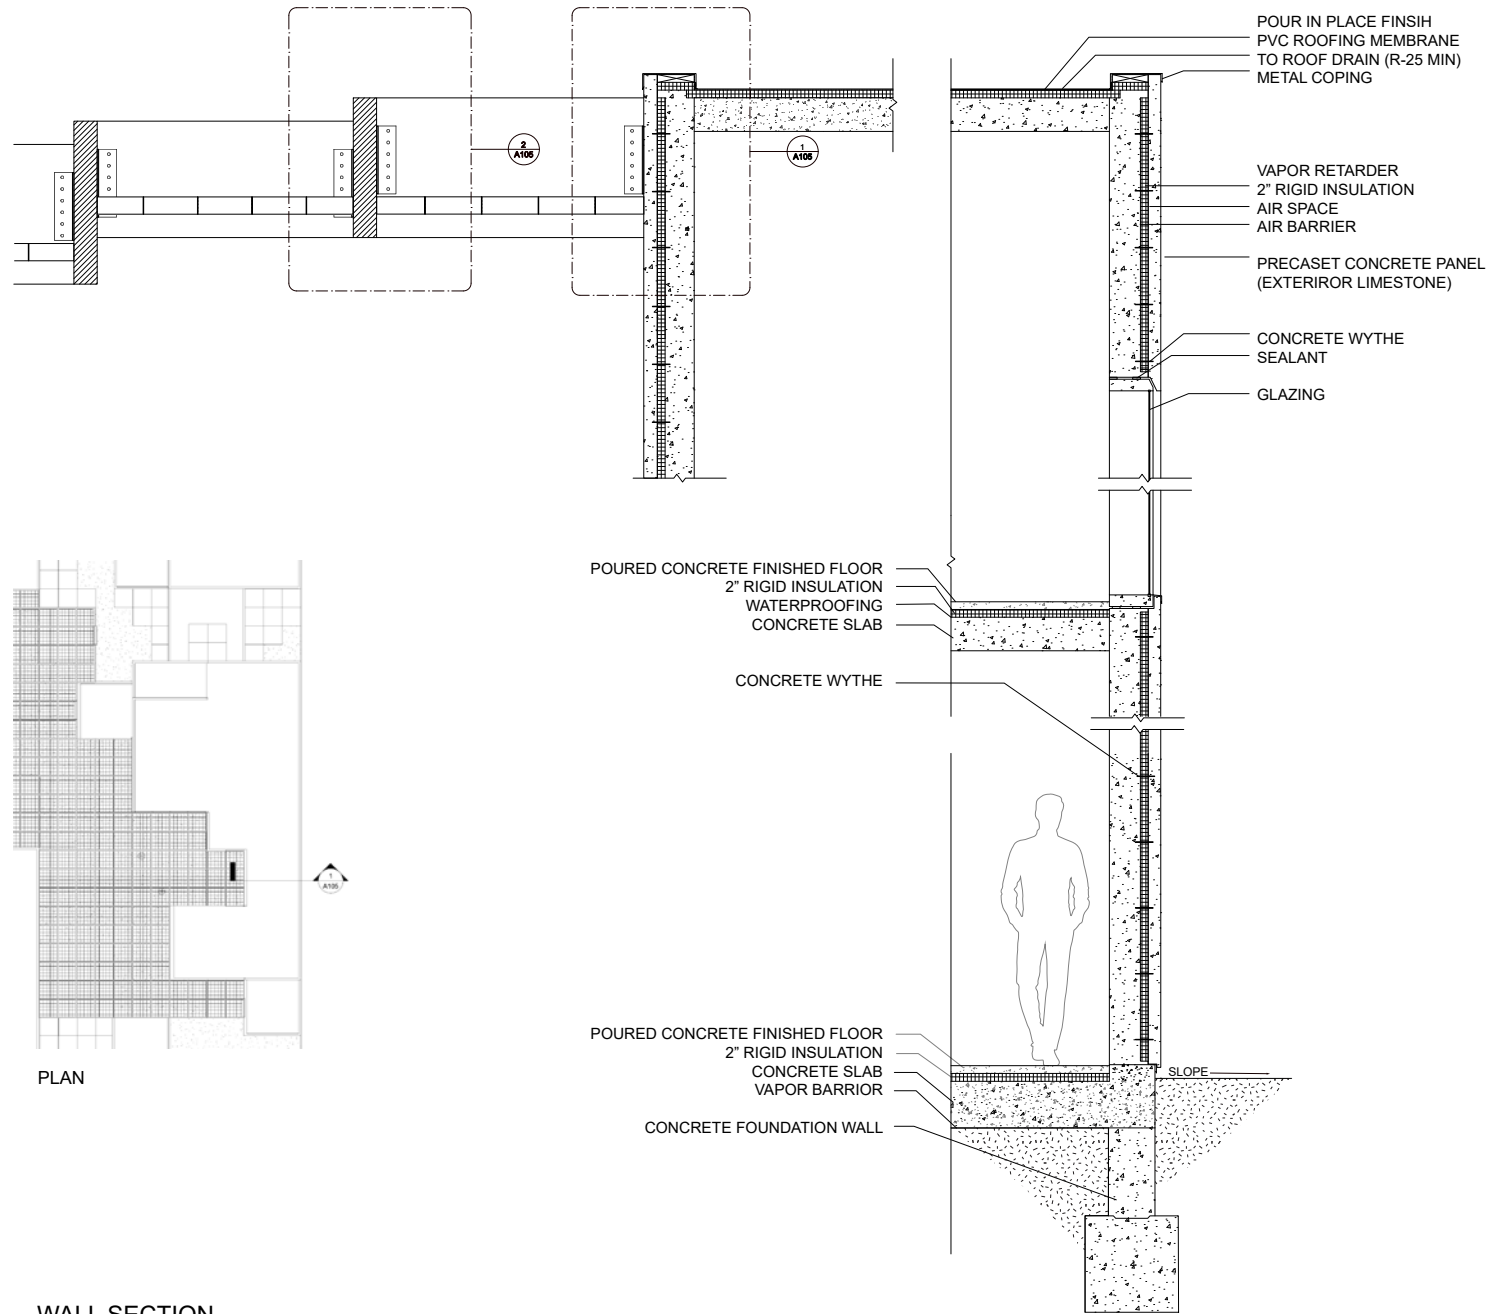 POUR IN PLACE FINSIH
PVC ROOFING MEMBRANE
TO ROOF DRAIN (R-25 MIN)
METAL COPING
2
A105
1
A105
VAPOR RETARDER
2" RIGID INSULATION
AIR SPACE
AIR BARRIER
PRECASET CONCRETE PANEL
(EXTERIROR LIMESTONE)
CONCRETE WYTHE
SEALANT
GLAZING
POURED CONCRETE FINISHED FLOOR
2" RIGID INSULATION
WATERPROOFING
CONCRETE SLAB
CONCRETE WYTHE
1
A105
PLAN
POURED CONCRETE FINISHED FLOOR
2" RIGID INSULATION
CONCRETE SLAB
VAPOR BARRIOR
CONCRETE FOUNDATION WALL
SLOPE
WALL SECTION